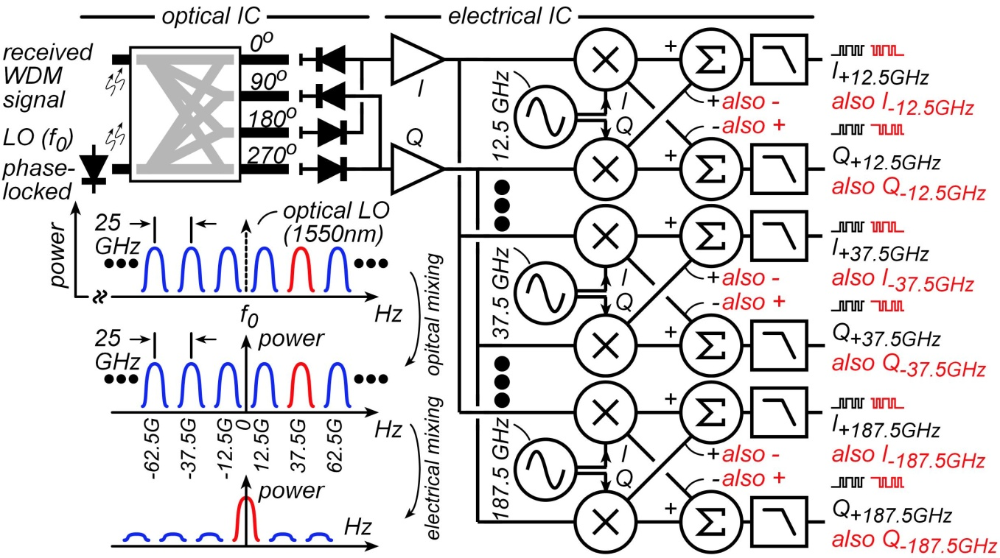 optical IC
electrical IC
received
WDM
signal
LO (f0)
phase-
locked
0o
90o
180o
270o
I
Q
12.5 GHz
I
Q
+
+also -
-also +
+
I+12.5GHz
also I-12.5GHz
Q+12.5GHz
also Q-12.5GHz
37.5 GHz
I
Q
+
+also -
-also +
+
I+37.5GHz
also I-37.5GHz
Q+37.5GHz
also Q-37.5GHz
187.5 GHz
I
Q
+
+also -
-also +
+
I+187.5GHz
also I-187.5GHz
Q+187.5GHz
also Q-187.5GHz
power
25
GHz
optical LO
(1550nm)
f0
Hz
opitcal mixing
25
GHz
power
Hz
-62.5G
-37.5G
-12.5G
0
12.5G
37.5G
62.5G
electrical mixing
power
Hz
Σ
Σ
Σ
Σ
Σ
Σ